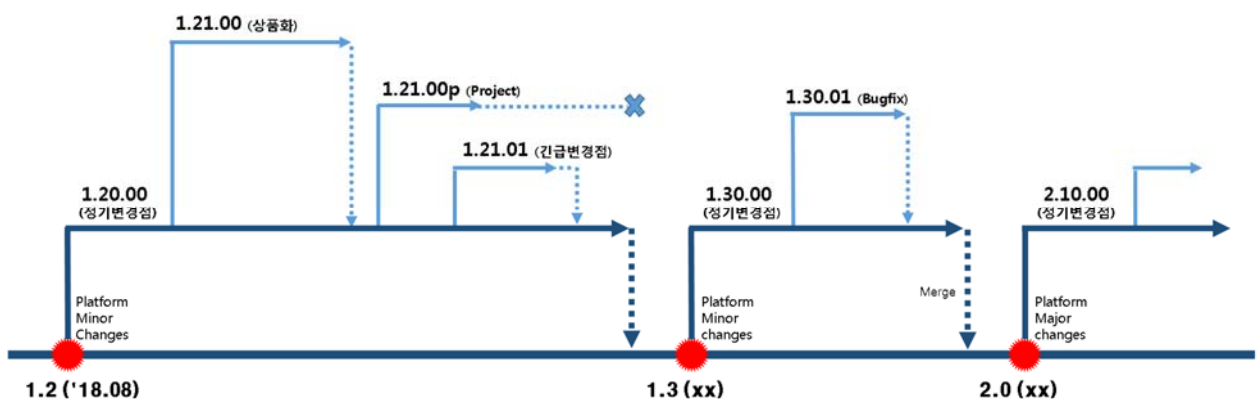 1.21.00 (상품화)
1.21.00p (Project)
1.30.01 (Bugfix)
1.21.01 (긴급변경점)
1.20.00
(정기변경점)
1.30.00
(정기변경점)
2.10.00
(정기변경점)
Platform
Minor
Changes
Platform
Minor
changes
Merge
Platform
Major
changes
1.2 ('18.08)
1.3 (xx)
2.0 (xx)